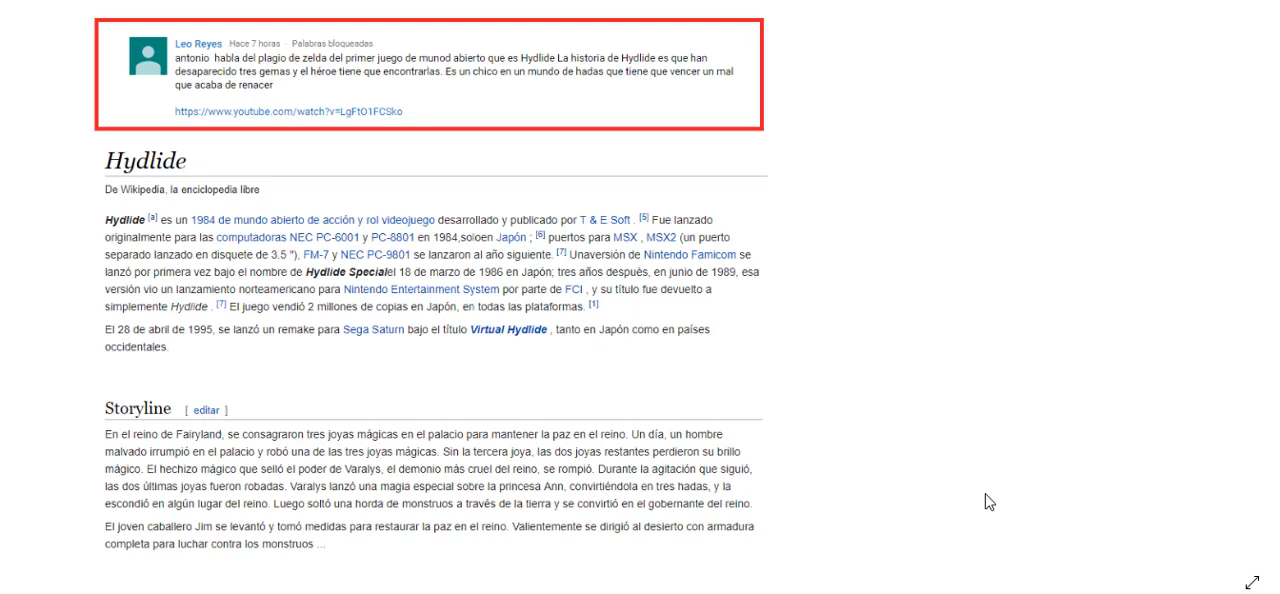 Leo Reyes Hace 7 horas · Palabras bloqueadas
antonio habla del plagio de zelda del primer juego de munod abierto que es Hydlide La historia de Hydlide es que han
desaparecido tres gemas y el héroe tiene que encontrarlas. Es un chico en un mundo de hadas que tiene que vencer un mal
que acaba de renacer
https://www.youtube.com/watch?v=LgFtO1FCSko
Hydlide
De Wikipedia, la enciclopedia libre
Hydlide [a] es un 1984 de mundo abierto de acción y rol videojuego desarrollado y publicado por T & E Soft . [5] Fue lanzado
originalmente para las computadoras NEC PC-6001 y PC-8801 en 1984,soloen Japón ; [6] puertos para MSX , MSX2 (un puerto
separado lanzado en disquete de 3.5 "), FM-7 y NEC PC-9801 se lanzaron al año siguiente. [7] Unaversión de Nintendo Famicom se
lanzó por primera vez bajo el nombre de Hydlide Specialel 18 de marzo de 1986 en Japón; tres años después, en junio de 1989, esa
versión vio un lanzamiento norteamericano para Nintendo Entertainment System por parte de FCI , y su título fue devuelto a
simplemente Hydlide . [7] El juego vendió 2 millones de copias en Japón, en todas las plataformas. [1]
El 28 de abril de 1995, se lanzó un remake para Sega Saturn bajo el título Virtual Hydlide , tanto en Japón como en países
occidentales.
Storyline [ editar ]
En el reino de Fairyland, se consagraron tres joyas mágicas en el palacio para mantener la paz en el reino. Un día, un hombre
malvado irrumpió en el palacio y robó una de las tres joyas mágicas. Sin la tercera joya, las dos joyas restantes perdieron su brillo
mágico. El hechizo mágico que selló el poder de Varalys, el demonio más cruel del reino, se rompió. Durante la agitación que siguió,
las dos últimas joyas fueron robadas. Varalys lanzó una magia especial sobre la princesa Ann, convirtiéndola en tres hadas, y la
escondió en algún lugar del reino. Luego soltó una horda de monstruos a través de la tierra y se convirtió en el gobernante del reino.
El joven caballero Jim se levantó y tomó medidas para restaurar la paz en el reino. Valientemente se dirigió al desierto con armadura
completa para luchar contra los monstruos ...